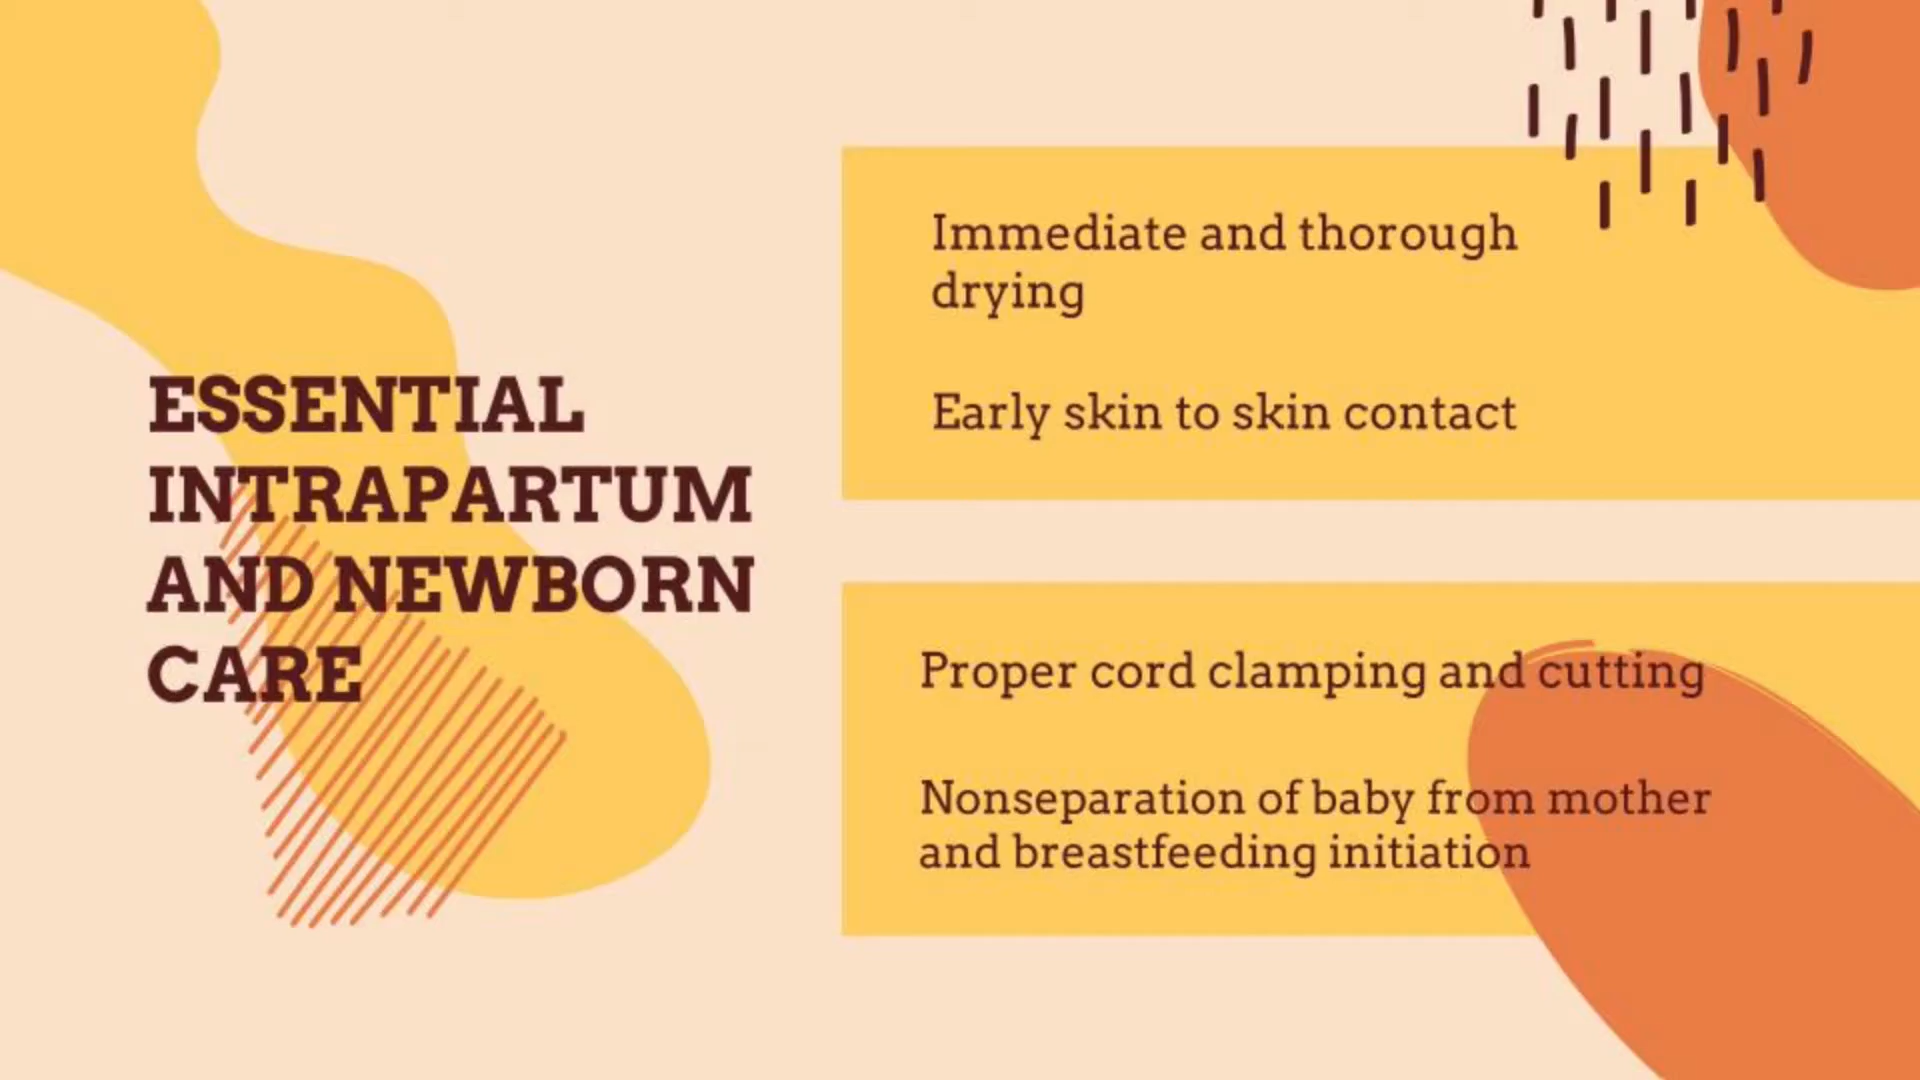 ESSENTIAL
INTRAPARTUM
AND NEWBORN
CARE
Immediate and thorough
drying
Early skin to skin contact
Proper cord clamping and cutting
Nonseparation of baby from mother
and breastfeeding initiation